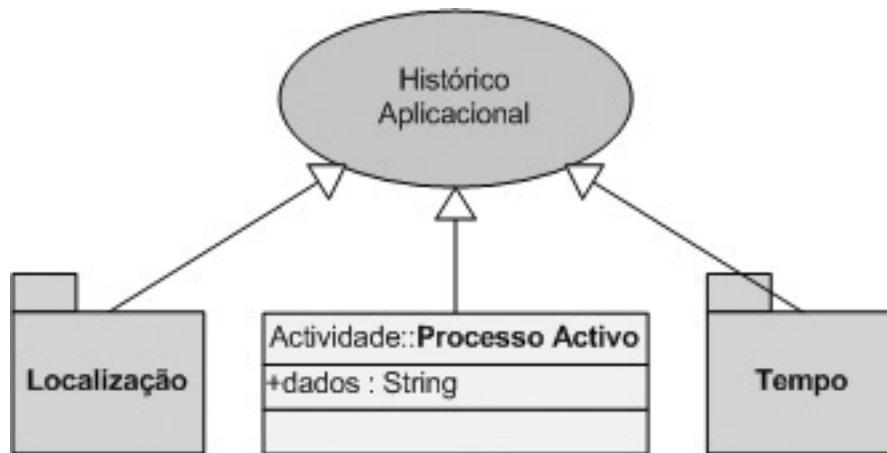 Histórico
Aplicacional
Localização
Actividade::Processo Activo
+dados : String
Tempo